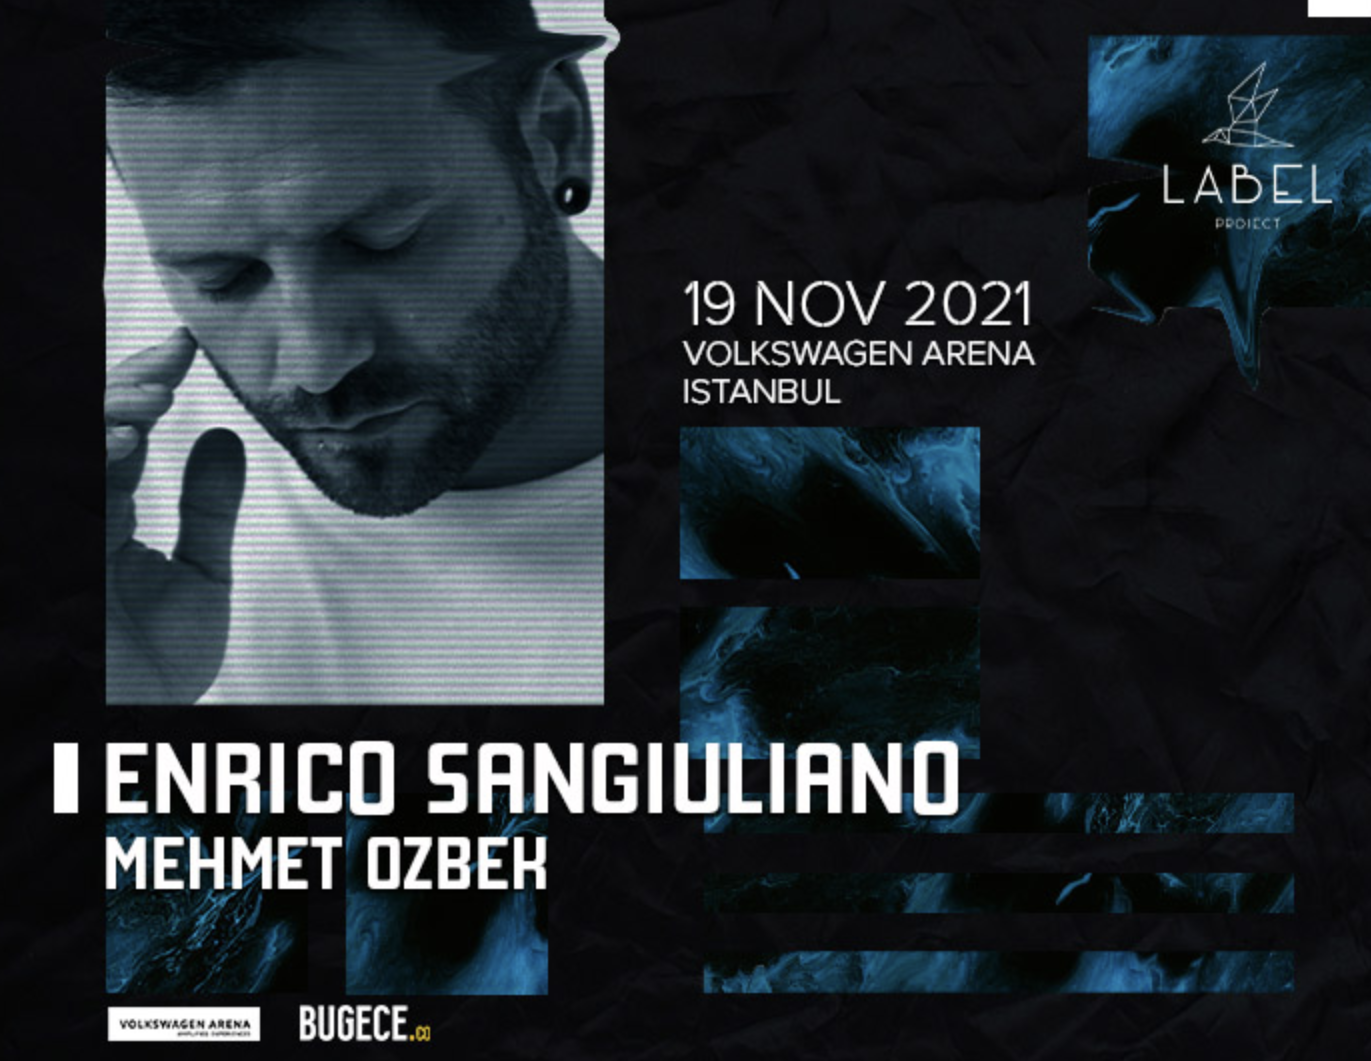 LABEL
PROJECT
19 NOV 2021
VOLKSWAGEN ARENA
ISTANBUL
ENRICO SANGIULIANO
MEHMET OZBEK
VOLKSWAGEN ARENA
BUGECE.co